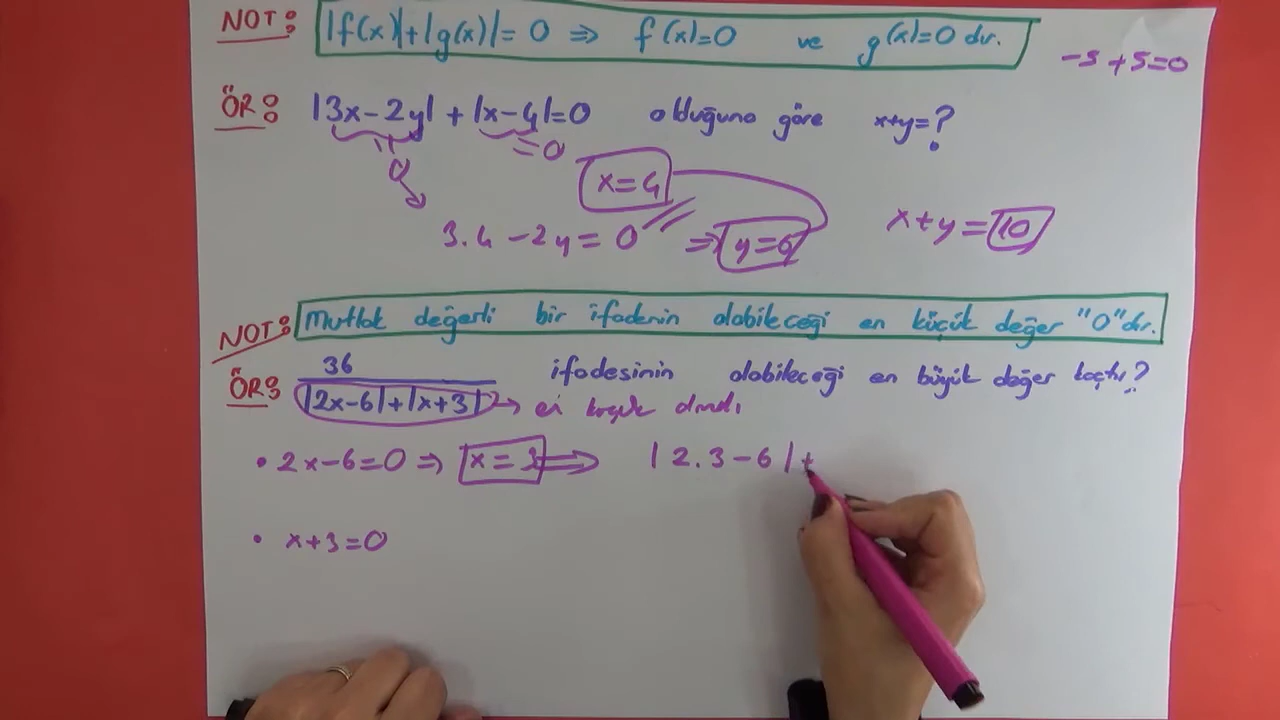 NOT: |f(x)|+|g(x)|= 0 ⇒ f(x)=0 ve g(x)=0 dır.
-5 +5=0
ÖR: |3x-2y| + |x-4|=0 olduğuna göre x+y=?
0 =0
x=4
3.4 -2y = 0 ⇒ y=6 x+y=10
NOT: Mutlak değerli bir ifadenin alabileceği en küçük değer "0"dır.
ÖR: 36 ifadesinin alabileceği en büyük değer kaçtır?
|2x-6|+|x+3| → en küçük olmalı
• 2x-6=0 ⇒ x=3 ⇒ |2.3-6|+
• x+3=0